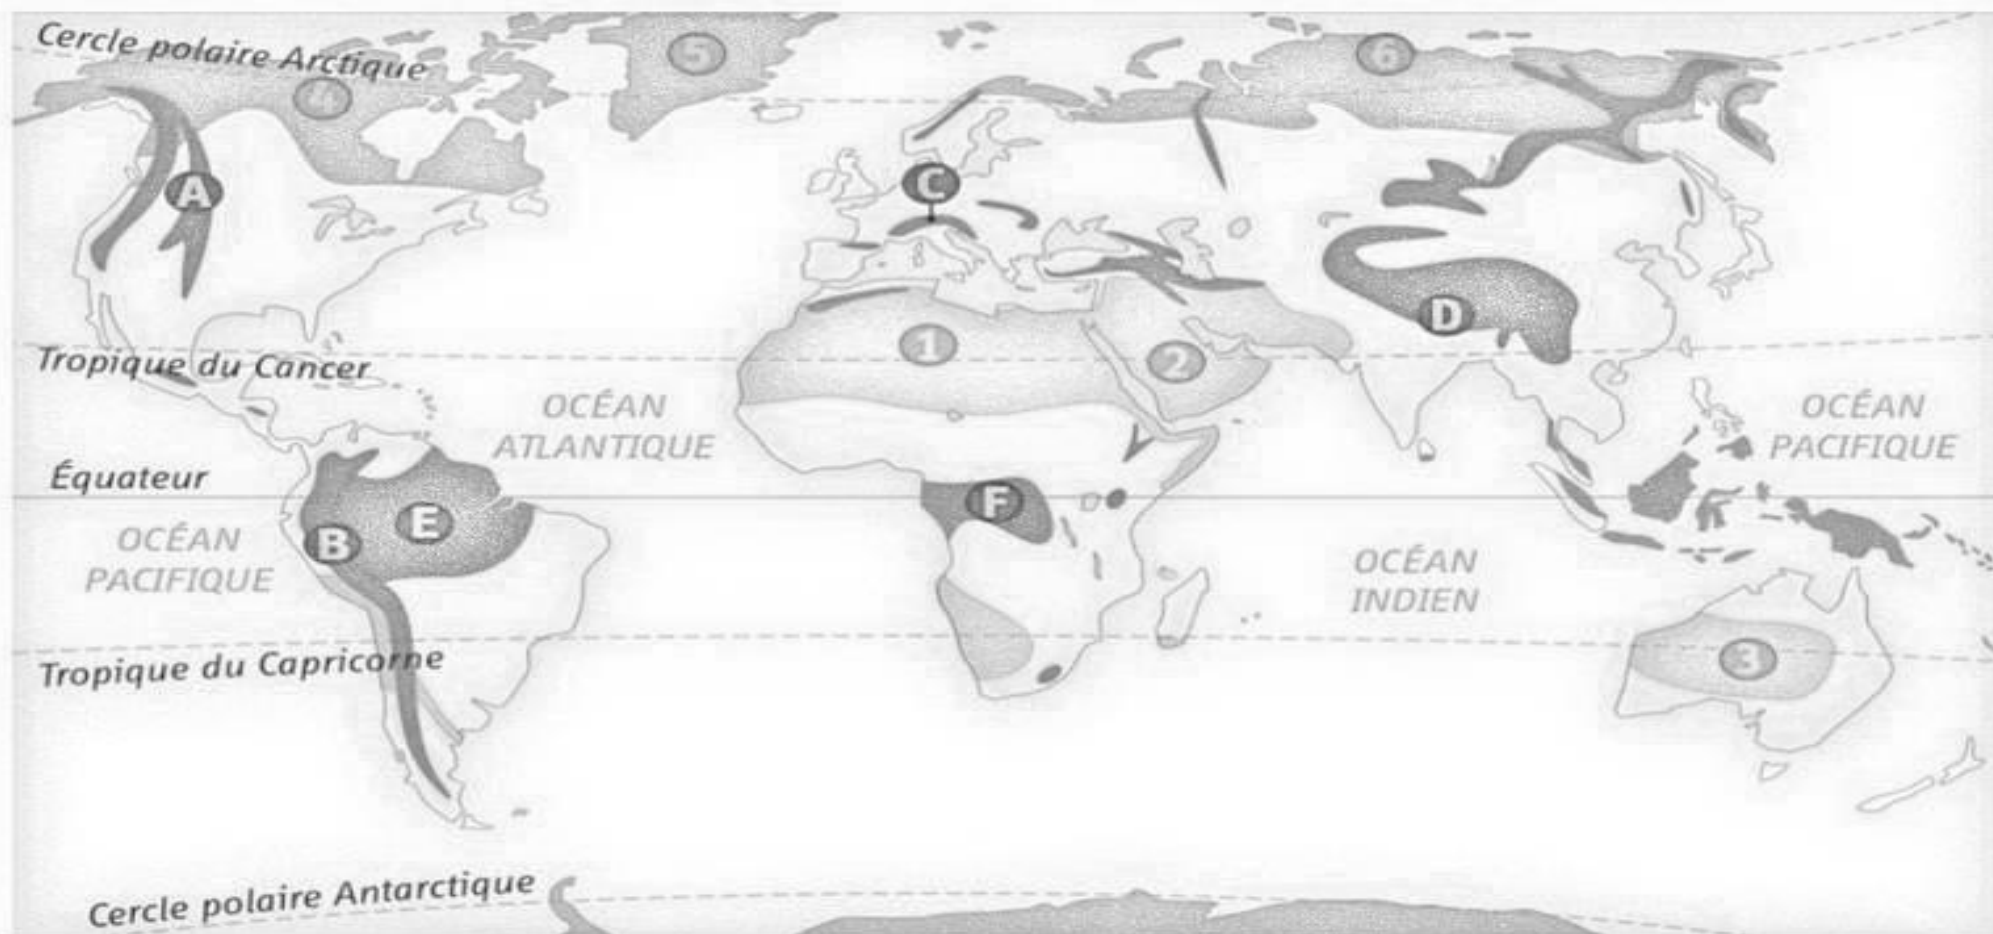 Cercle polaire Arctique
5
6
4
A
C
D
1
2
Tropique du Cancer
OCÉAN
ATLANTIQUE
OCÉAN
PACIFIQUE
Équateur
F
E
B
OCÉAN
PACIFIQUE
OCÉAN
INDIEN
3
Tropique du Capricorne
Cercle polaire Antarctique